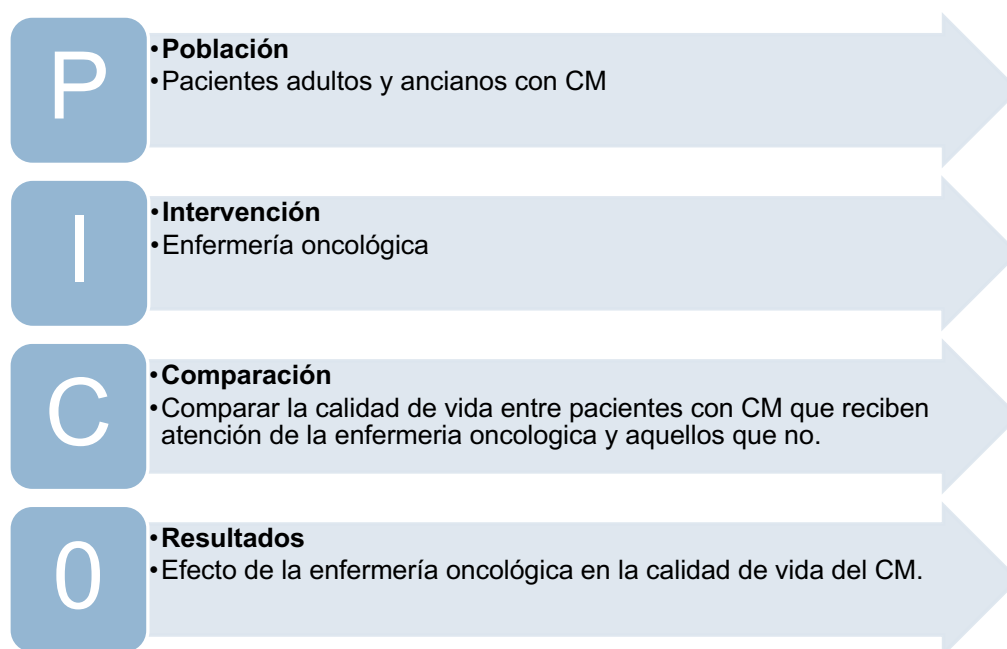 P
•Población
•Pacientes adultos y ancianos con CM
I
•Intervención
•Enfermería oncológica
C
•Comparación
•Comparar la calidad de vida entre pacientes con CM que reciben
atención de la enfermeria oncologica y aquellos que no.
0
•Resultados
•Efecto de la enfermería oncológica en la calidad de vida del CM.